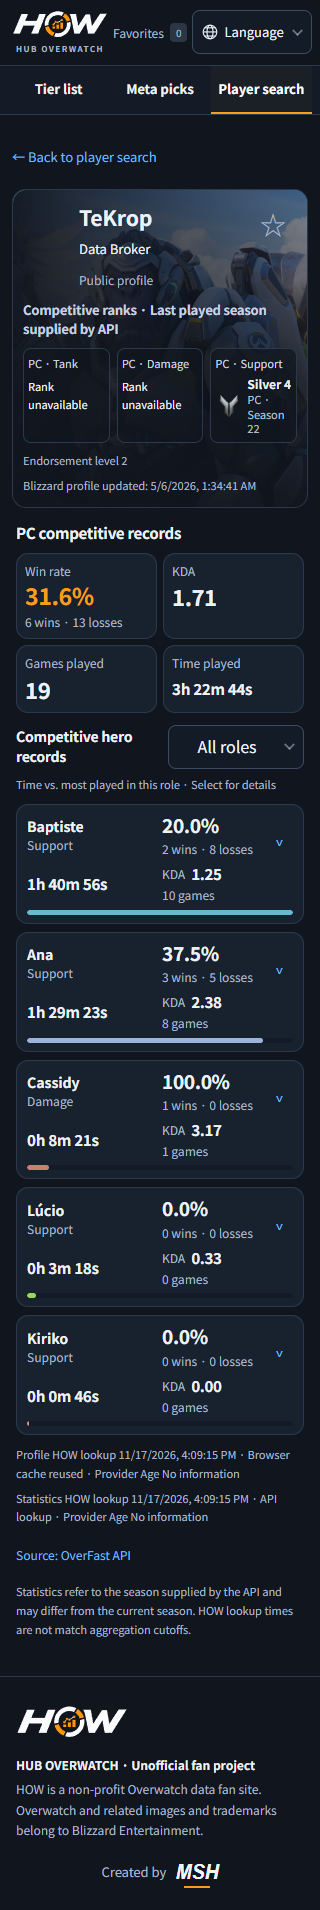 HOW
HUB OVERWATCH
Favorites 0
Language
Tier list
Meta picks
Player search
← Back to player search
TeKrop
Data Broker
Public profile
Competitive ranks · Last played season
supplied by API
PC · Tank
Rank
unavailable
PC · Damage
Rank
unavailable
PC · Support
Silver 4
PC ·
Season
22
Endorsement level 2
Blizzard profile updated: 5/6/2026, 1:34:41 AM
PC competitive records
Win rate
31.6%
6 wins · 13 losses
KDA
1.71
Games played
19
Time played
3h 22m 44s
Competitive hero
records
All roles
Time vs. most played in this role · Select for details
Baptiste
Support
1h 40m 56s
20.0%
2 wins · 8 losses
KDA 1.25
10 games
v
Ana
Support
1h 29m 23s
37.5%
3 wins · 5 losses
KDA 2.38
8 games
v
Cassidy
Damage
0h 8m 21s
100.0%
1 wins · 0 losses
KDA 3.17
1 games
v
Lúcio
Support
0h 3m 18s
0.0%
0 wins · 0 losses
KDA 0.33
0 games
v
Kiriko
Support
0h 0m 46s
0.0%
0 wins · 0 losses
KDA 0.00
0 games
v
Profile HOW lookup 11/17/2026, 4:09:15 PM · Browser
cache reused · Provider Age No information
Statistics HOW lookup 11/17/2026, 4:09:15 PM · API
lookup · Provider Age No information
Source: OverFast API
Statistics refer to the season supplied by the API and
may differ from the current season. HOW lookup times
are not match aggregation cutoffs.
HOW
HUB OVERWATCH · Unofficial fan project
HOW is a non-profit Overwatch data fan site.
Overwatch and related images and trademarks
belong to Blizzard Entertainment.
Created by MSH